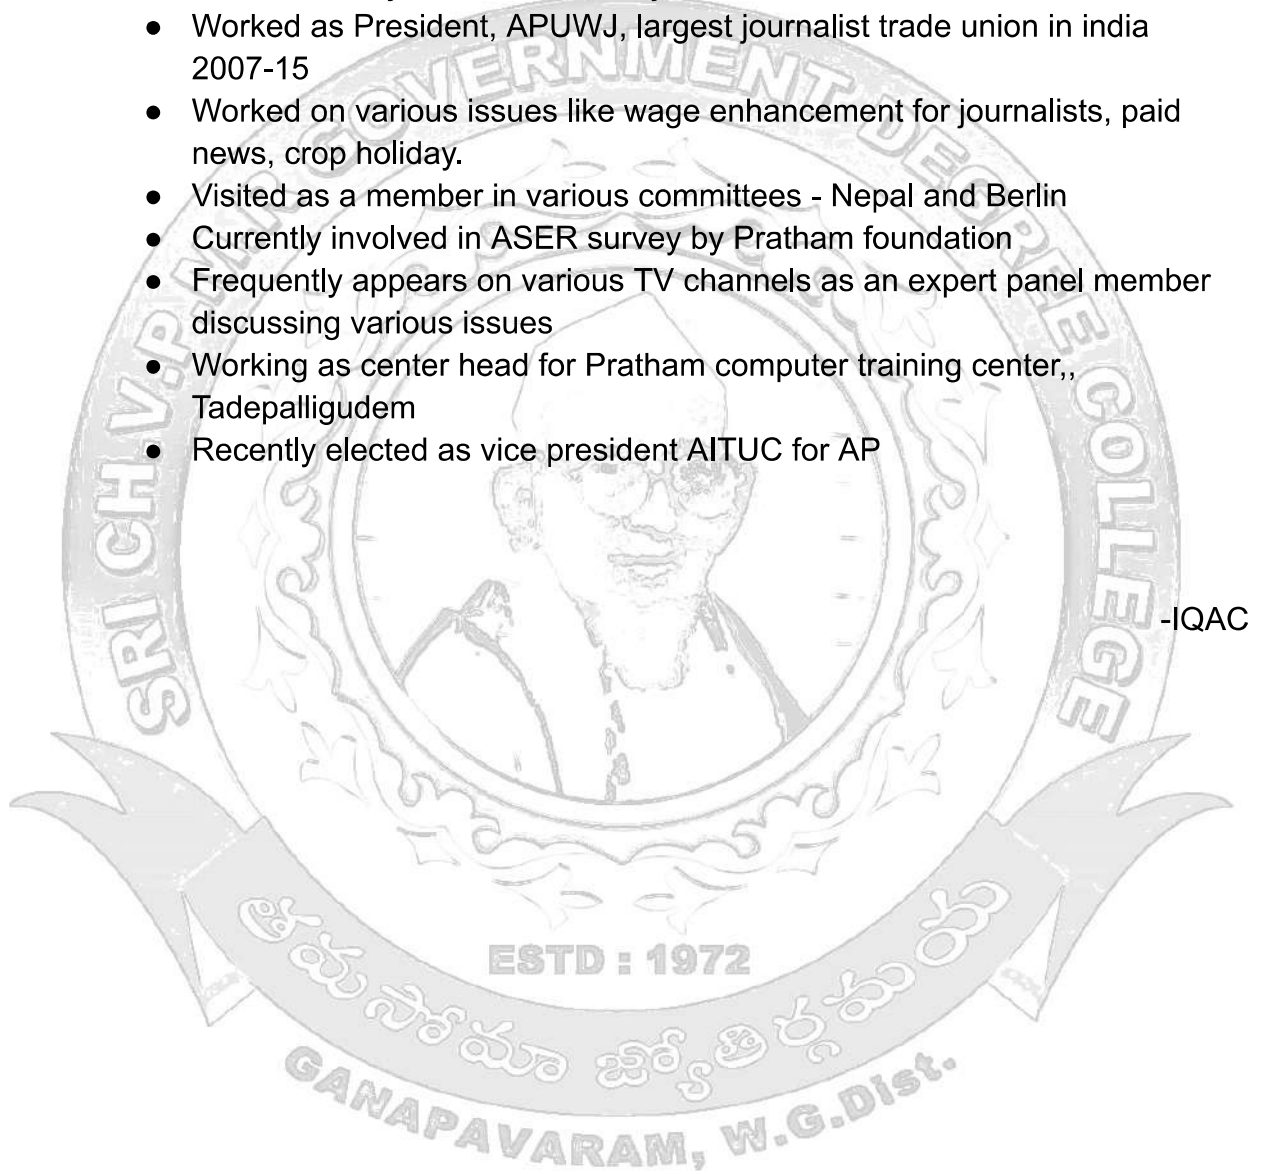 ● Worked as President, APUWJ, largest journalist trade union in india
2007-15
● Worked on various issues like wage enhancement for journalists, paid
news, crop holiday.
● Visited as a member in various committees - Nepal and Berlin
● Currently involved in ASER survey by Pratham foundation
● Frequently appears on various TV channels as an expert panel member
discussing various issues
● Working as center head for Pratham computer training center,,
Tadepalligudem
● Recently elected as vice president AITUC for AP
-IQAC
SRI CH.V.P.M.R GOVERNMENT DEGREE COLLEGE
ESTD : 1972
తమసోమా జ్యోతిర్గమయ
GANAPAVARAM, W.G.Dist.